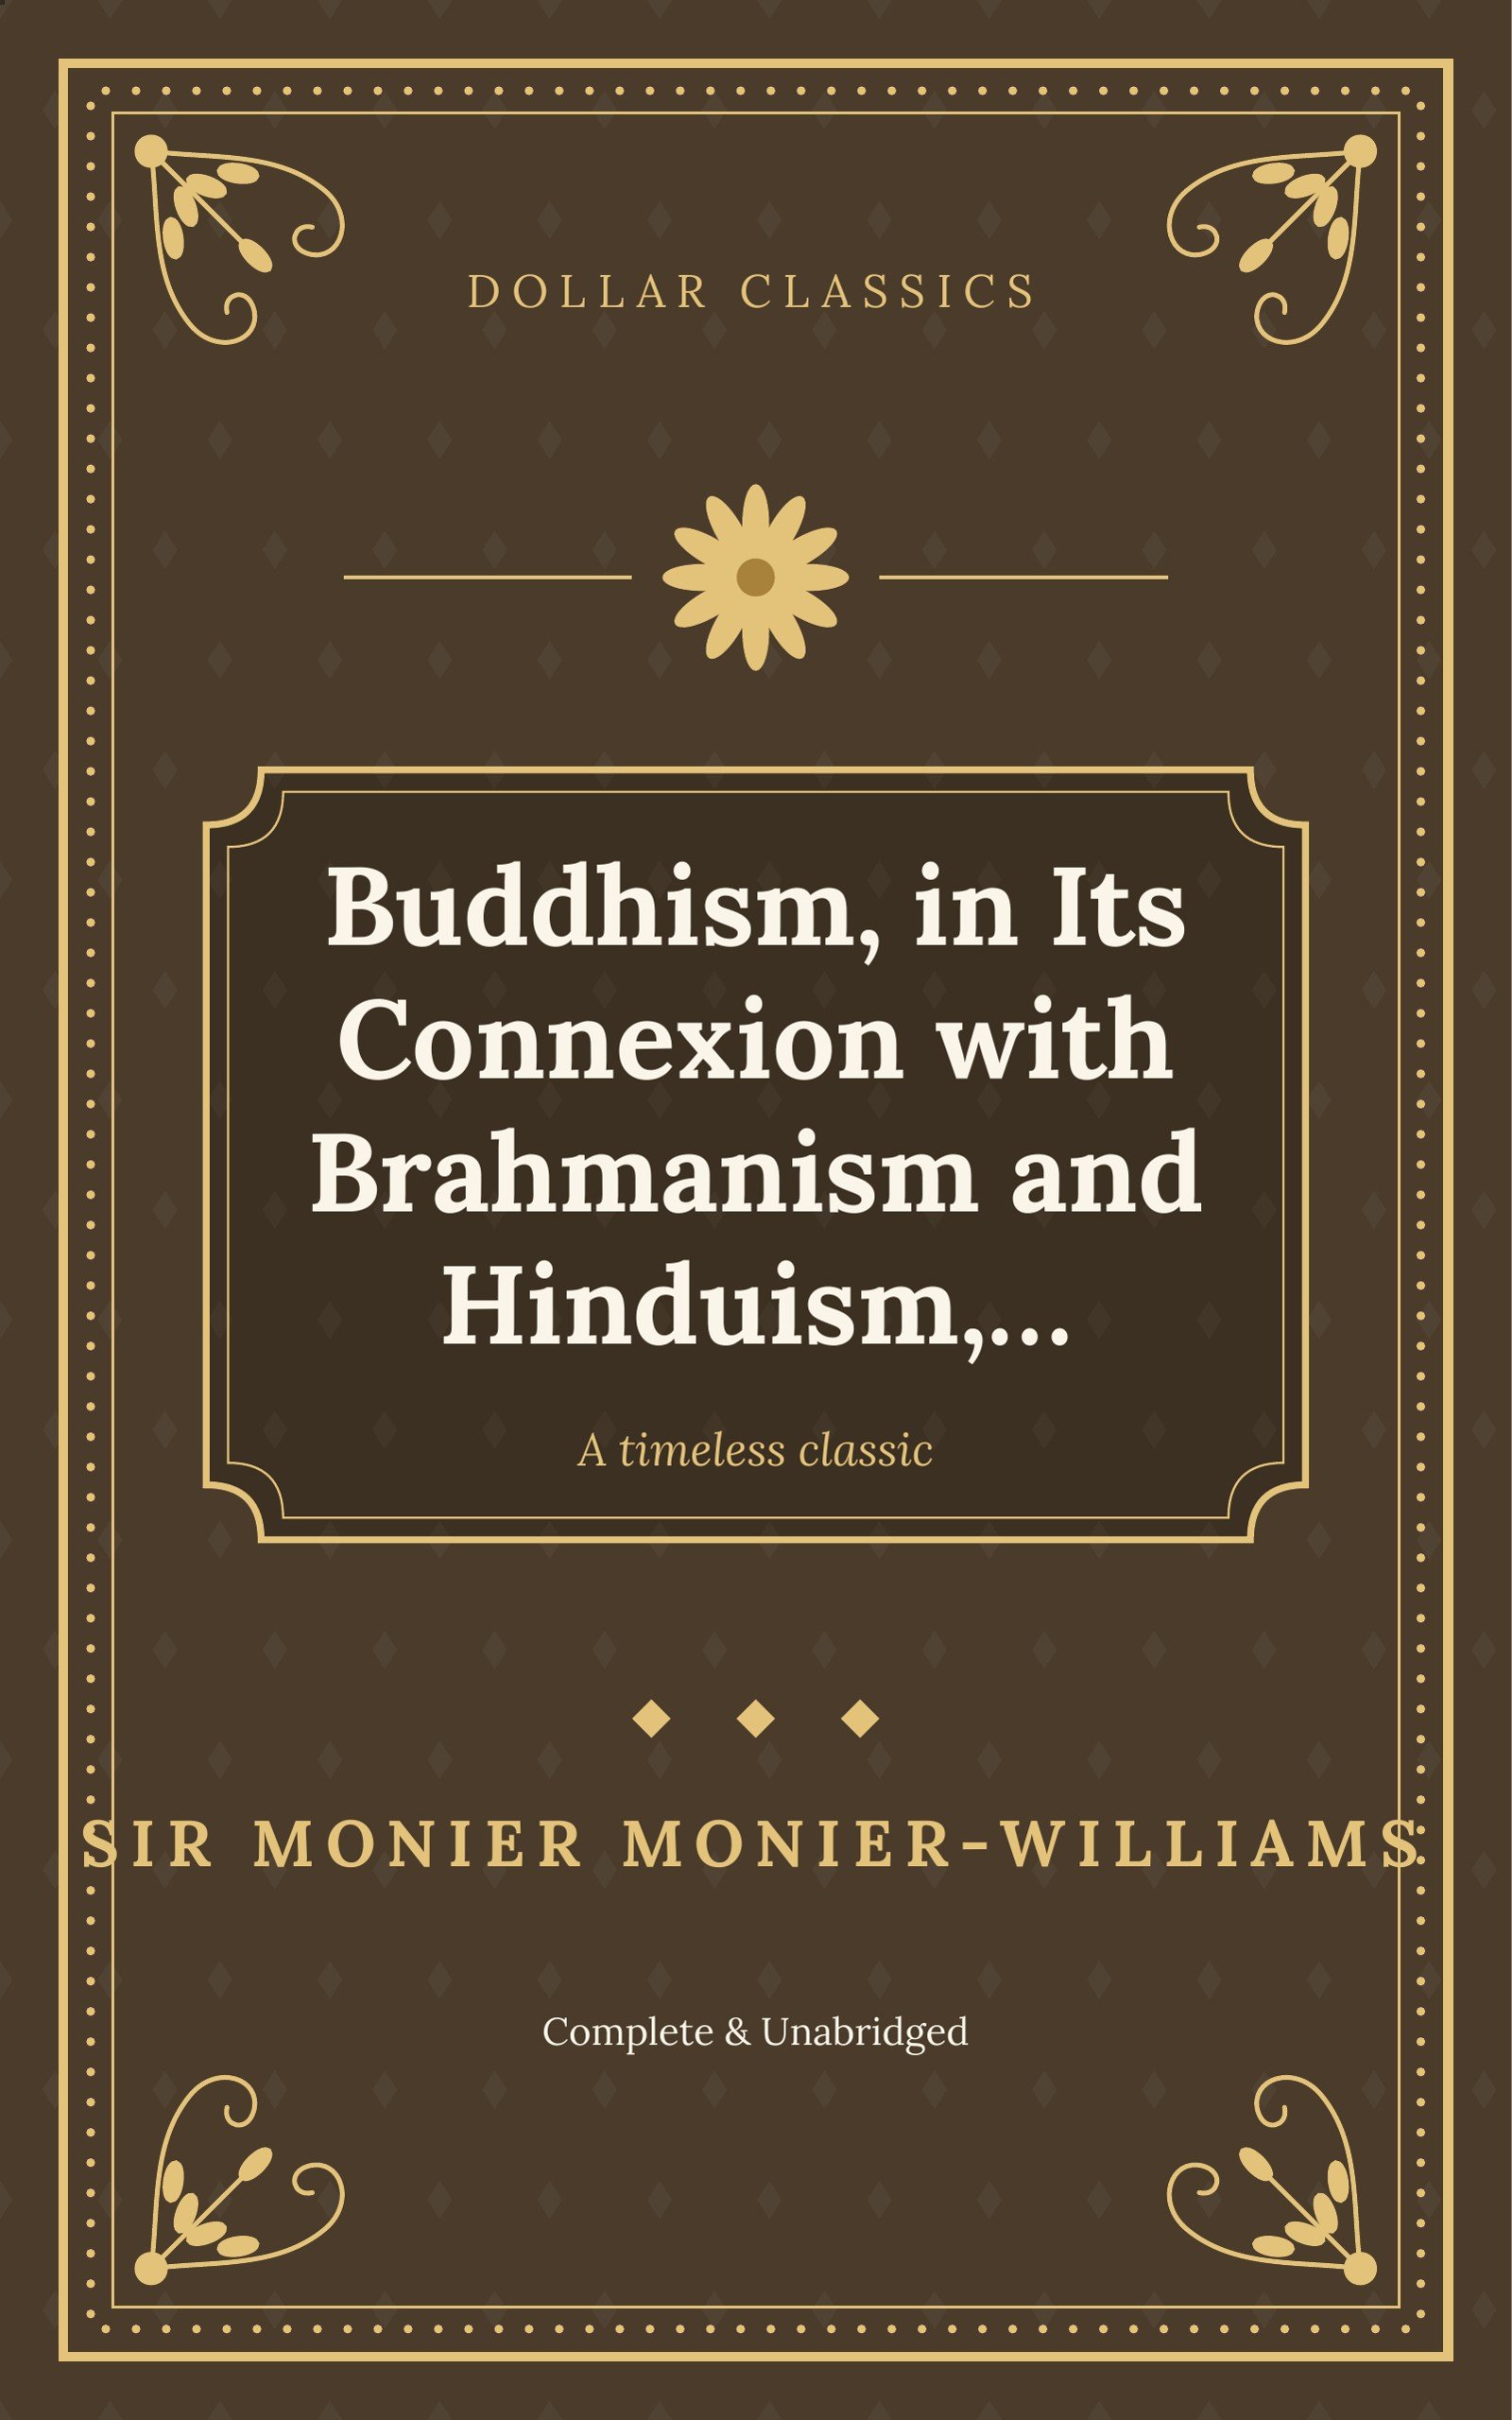 DOLLAR CLASSICS
Buddhism, in Its
Connexion with
Brahmanism and
Hinduism,...
A timeless classic
SIR MONIER MONIER-WILLIAMS
Complete & Unabridged